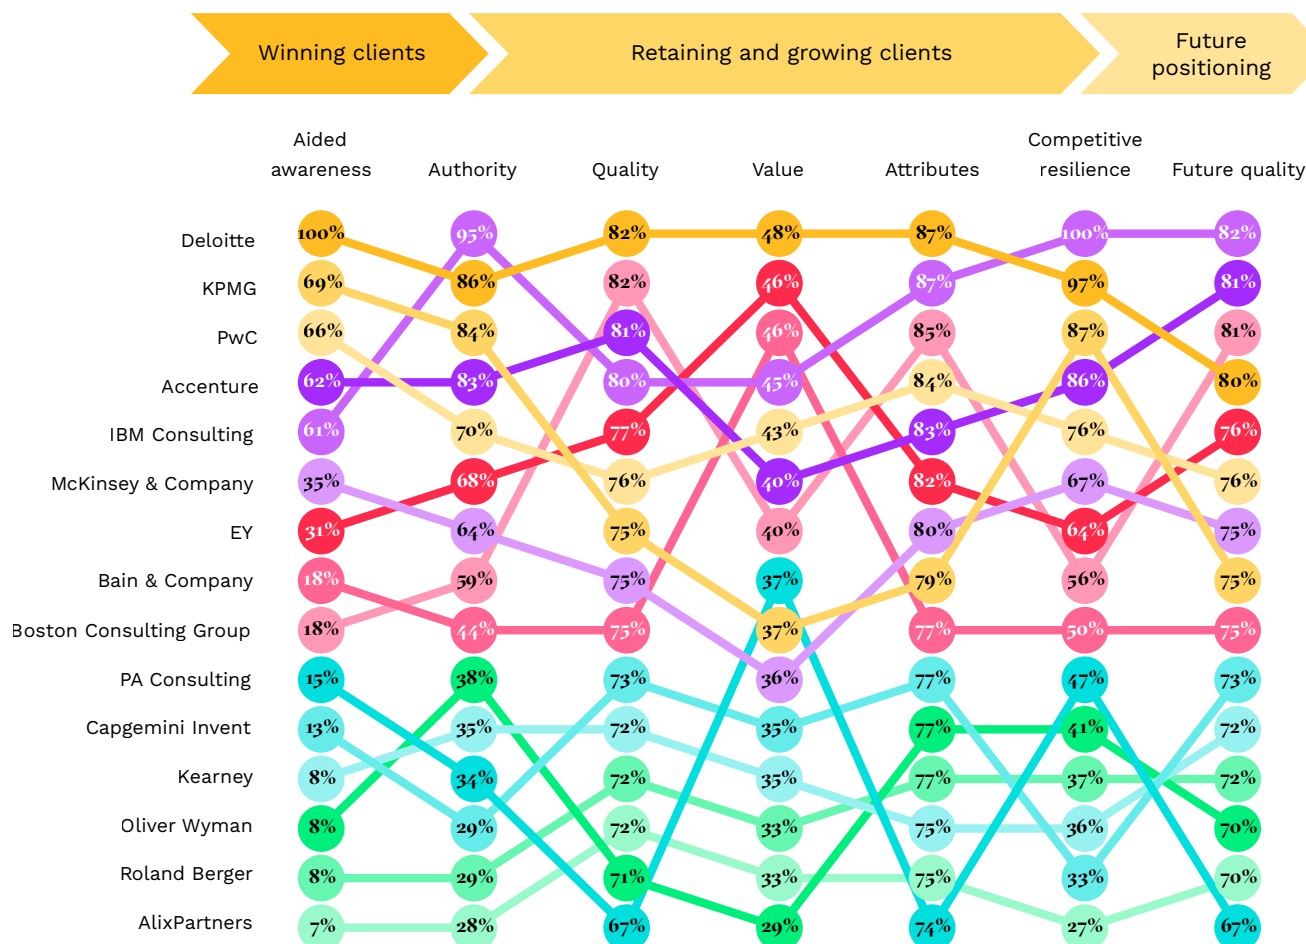 Winning clients
Retaining and growing clients
Future
positioning
Aided
awareness
Authority
Quality
Value
Attributes
Competitive
resilience
Future quality
Deloitte 100% 86% 82% 48% 87% 97% 82%
KPMG 69% 95% 82% 46% 87% 100% 81%
PwC 66% 84% 81% 46% 85% 87% 81%
Accenture 62% 83% 80% 45% 84% 86% 80%
IBM Consulting 61% 70% 77% 43% 83% 76% 76%
McKinsey & Company 35% 68% 76% 40% 82% 67% 76%
EY 31% 64% 75% 40% 80% 64% 75%
Bain & Company 18% 59% 75% 37% 79% 56% 75%
Boston Consulting Group 18% 44% 75% 37% 77% 50% 75%
PA Consulting 15% 38% 73% 36% 77% 47% 73%
Capgemini Invent 13% 35% 72% 35% 77% 41% 72%
Kearney 8% 34% 72% 35% 77% 37% 72%
Oliver Wyman 8% 29% 72% 33% 75% 36% 70%
Roland Berger 8% 29% 71% 33% 75% 33% 70%
AlixPartners 7% 28% 67% 29% 74% 27% 67%